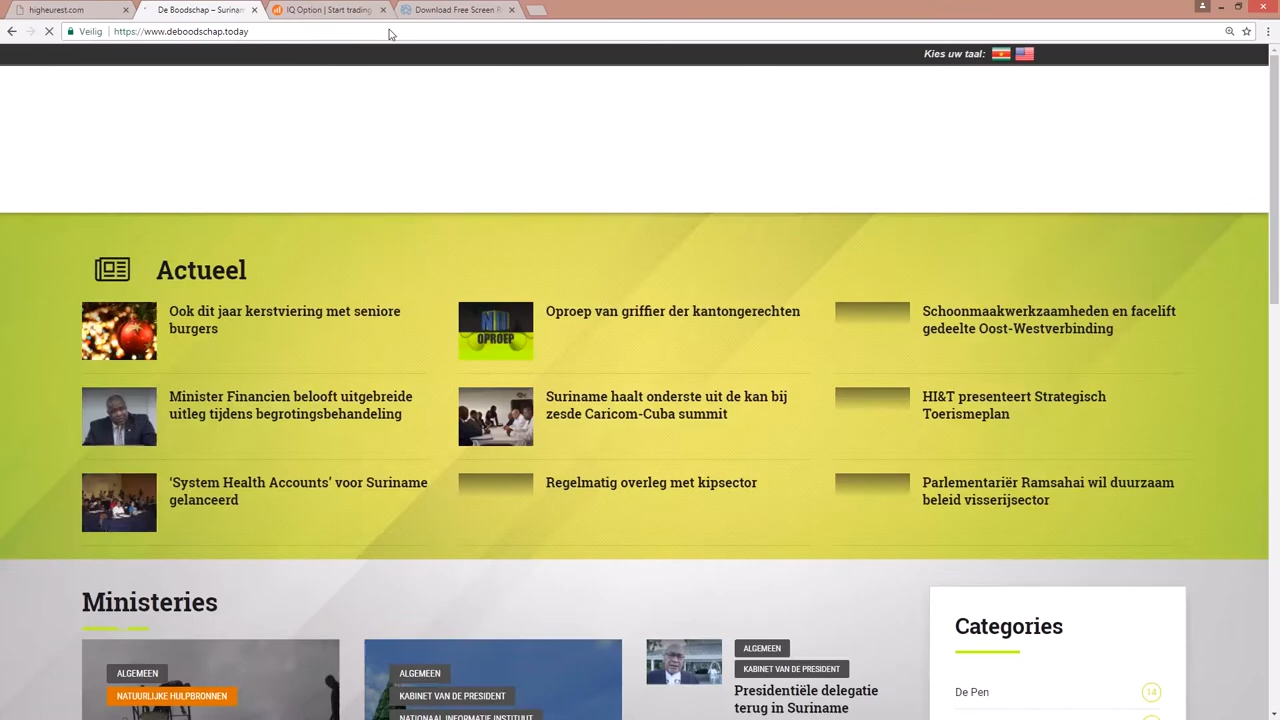 higheurest.com
De Boodschap – Surinam
IQ Option | Start trading
Download Free Screen R
Veilig
https://www.deboodschap.today
Kies uw taal:
Actueel
Ook dit jaar kerstviering met seniore
burgers
Oproep van griffier der kantongerechten
Schoonmaakwerkzaamheden en facelift
gedeelte Oost-Westverbinding
OPROEP
Minister Financien belooft uitgebreide
uitleg tijdens begrotingsbehandeling
Suriname haalt onderste uit de kan bij
zesde Caricom-Cuba summit
HI&T presenteert Strategisch
Toerismeplan
‘System Health Accounts’ voor Suriname
gelanceerd
Regelmatig overleg met kipsector
Parlementariër Ramsahai wil duurzaam
beleid visserijsector
Ministeries
ALGEMEEN
NATUURLIJKE HULPBRONNEN
ALGEMEEN
KABINET VAN DE PRESIDENT
NATIONAAL INFORMATIE INSTITUUT
ALGEMEEN
KABINET VAN DE PRESIDENT
Presidentiële delegatie
terug in Suriname
Categories
De Pen
14